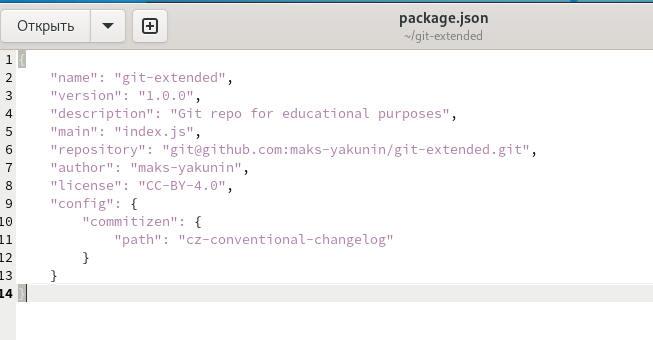 Открыть
package.json
~/git-extended
1 {
2     "name": "git-extended",
3     "version": "1.0.0",
4     "description": "Git repo for educational purposes",
5     "main": "index.js",
6     "repository": "git@github.com:maks-yakunin/git-extended.git",
7     "author": "maks-yakunin",
8     "license": "CC-BY-4.0",
9     "config": {
10         "commitizen": {
11             "path": "cz-conventional-changelog"
12         }
13     }
14 }